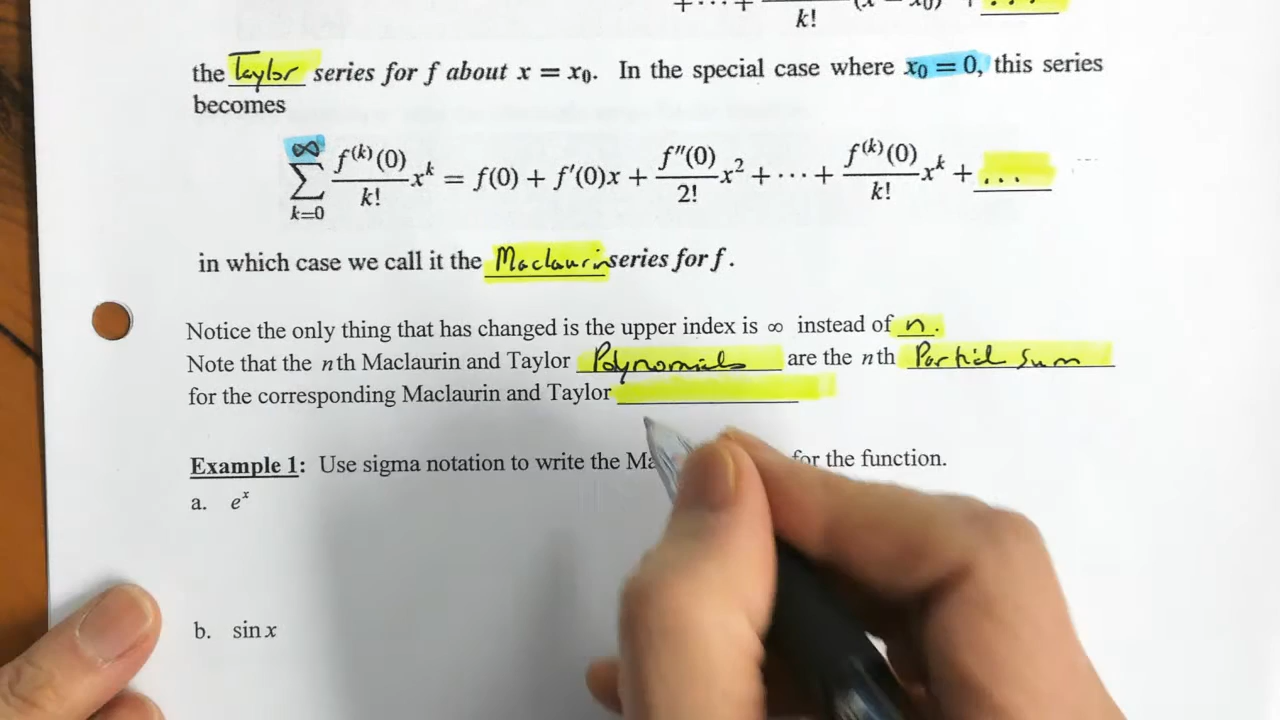 + ⋯ + k! (x − x₀) + ...
the Taylor series for f about x = x₀. In the special case where x₀ = 0, this series
becomes
∞ ∑ k=0 f⁽ᵏ⁾(0)/k! xᵏ = f(0) + f′(0)x + f″(0)/2! x² + ⋯ + f⁽ᵏ⁾(0)/k! xᵏ + ...
in which case we call it the Maclaurin series for f.
Notice the only thing that has changed is the upper index is ∞ instead of n.
Note that the nth Maclaurin and Taylor Polynomials are the nth Partial Sum
for the corresponding Maclaurin and Taylor
Example 1: Use sigma notation to write the Ma for the function.
a. eˣ
b. sin x